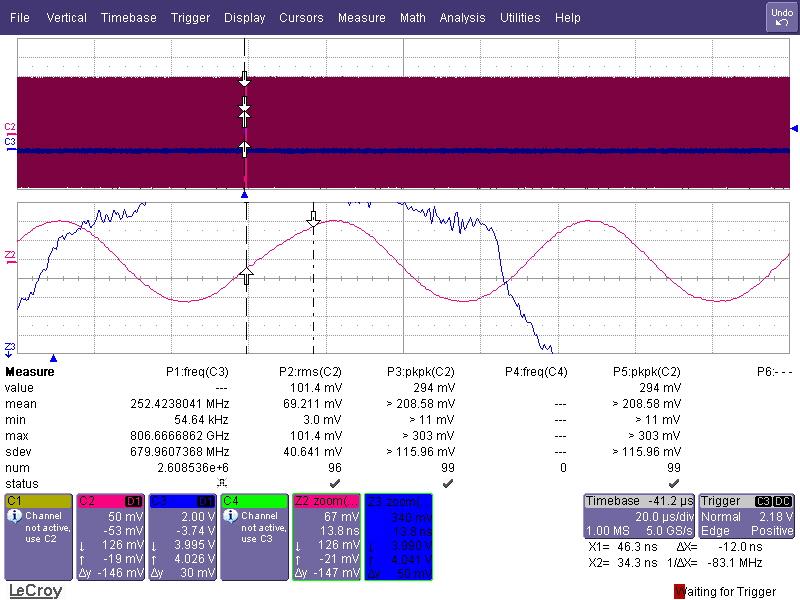 File Vertical Timebase Trigger Display Cursors Measure Math Analysis Utilities Help
Undo
C2
C3
Z2
Z3
Measure P1:freq(C3) P2:rms(C2) P3:pkpk(C2) P4:freq(C4) P5:pkpk(C2) P6:- - -
value --- 101.4 mV 294 mV 294 mV
mean 252.4238041 MHz 69.211 mV > 208.58 mV --- > 208.58 mV
min 54.64 kHz 3.0 mV > 11 mV --- > 11 mV
max 806.6666862 GHz 101.4 mV > 303 mV --- > 303 mV
sdev 679.9607368 MHz 40.641 mV > 115.96 mV --- > 115.96 mV
num 2.608536e+6 96 99 0 99
status
C1
Channel
not active,
use C2
C2 D1
50 mV
-53 mV
↓ 126 mV
↑ -19 mV
Δy -146 mV
C3 D1
2.00 V
-3.74 V
↓ 3.995 V
↑ 4.026 V
Δy 30 mV
C4
Channel
not active,
use C3
Z2 zoom(...
67 mV
13.8 ns
↓ 126 mV
↑ -21 mV
Δy -147 mV
Z3 zoom(
340 mV
13.8 ns
↓ 3.990 V
↑ 4.041 V
Δy 50 mV
Timebase -41.2 µs
20.0 µs/div
1.00 MS 5.0 GS/s
Trigger C3 DC
Normal 2.18 V
Edge Positive
X1= 46.3 ns ΔX= -12.0 ns
X2= 34.3 ns 1/ΔX= -83.1 MHz
LeCroy
Waiting for Trigger